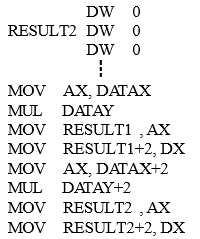 DW 0
RESULT2 DW 0
DW 0
MOV AX, DATAX
MUL DATAY
MOV RESULT1 , AX
MOV RESULT1+2, DX
MOV AX, DATAX+2
MUL DATAY+2
MOV RESULT2 , AX
MOV RESULT2+2, DX